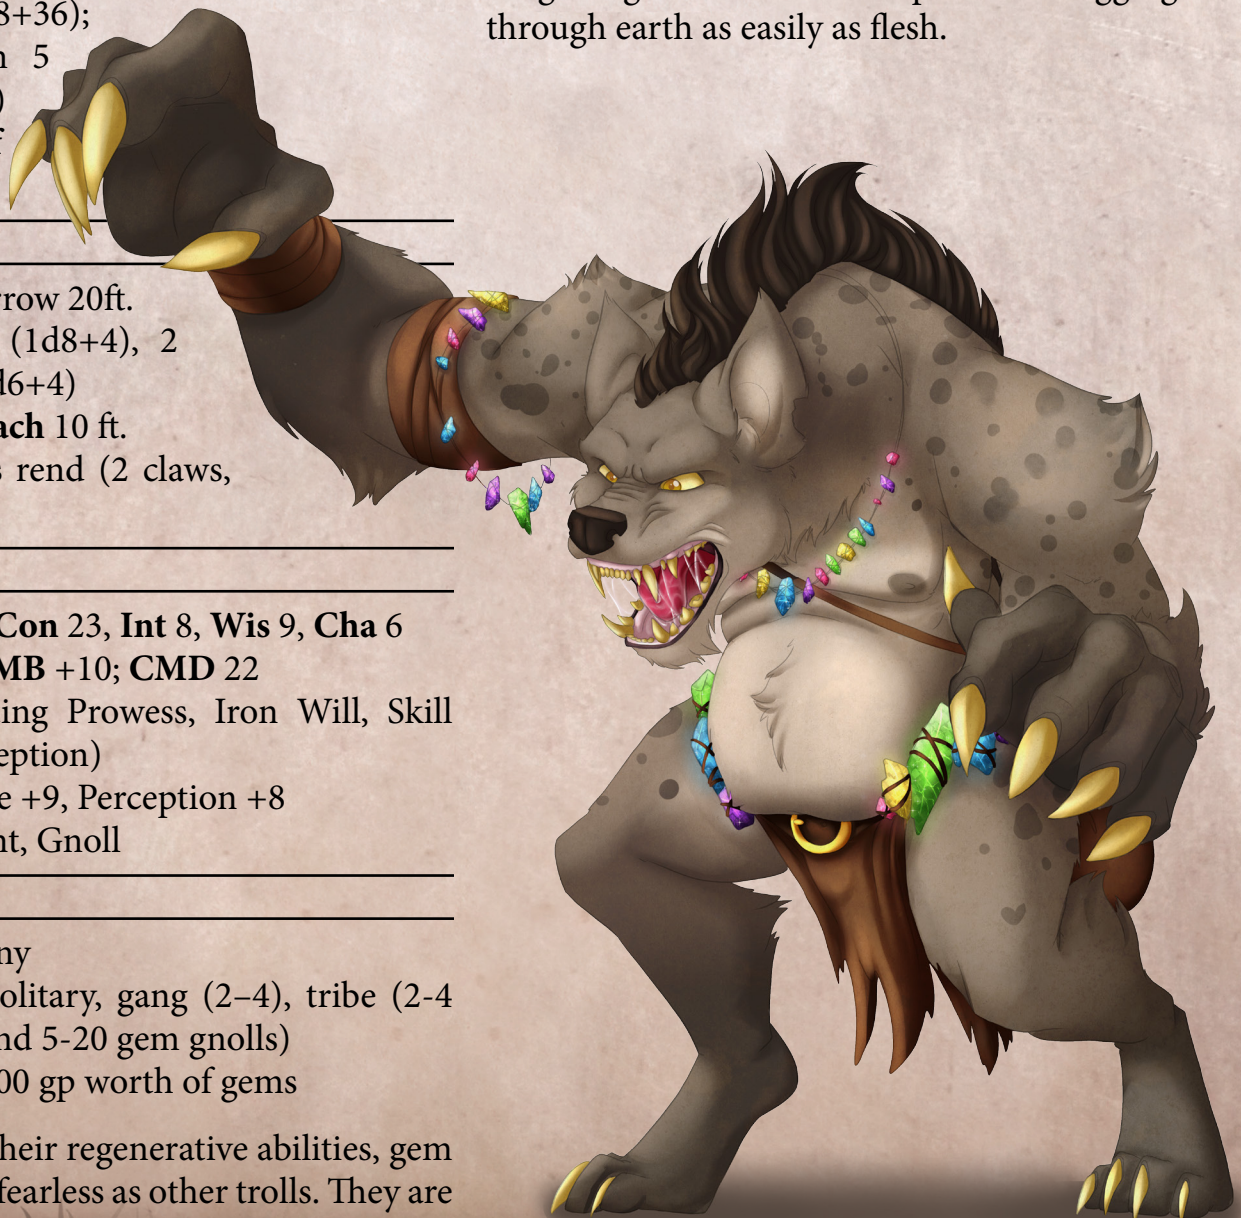 8+36);
5
)
row 20ft.
(1d8+4), 2
d6+4)
ach 10 ft.
rend (2 claws,
Con 23, Int 8, Wis 9, Cha 6
MB +10; CMD 22
ing Prowess, Iron Will, Skill
eption)
e +9, Perception +8
nt, Gnoll
ny
olitary, gang (2–4), tribe (2-4
nd 5-20 gem gnolls)
00 gp worth of gems
their regenerative abilities, gem
fearless as other trolls. They are
through earth as easily as flesh.